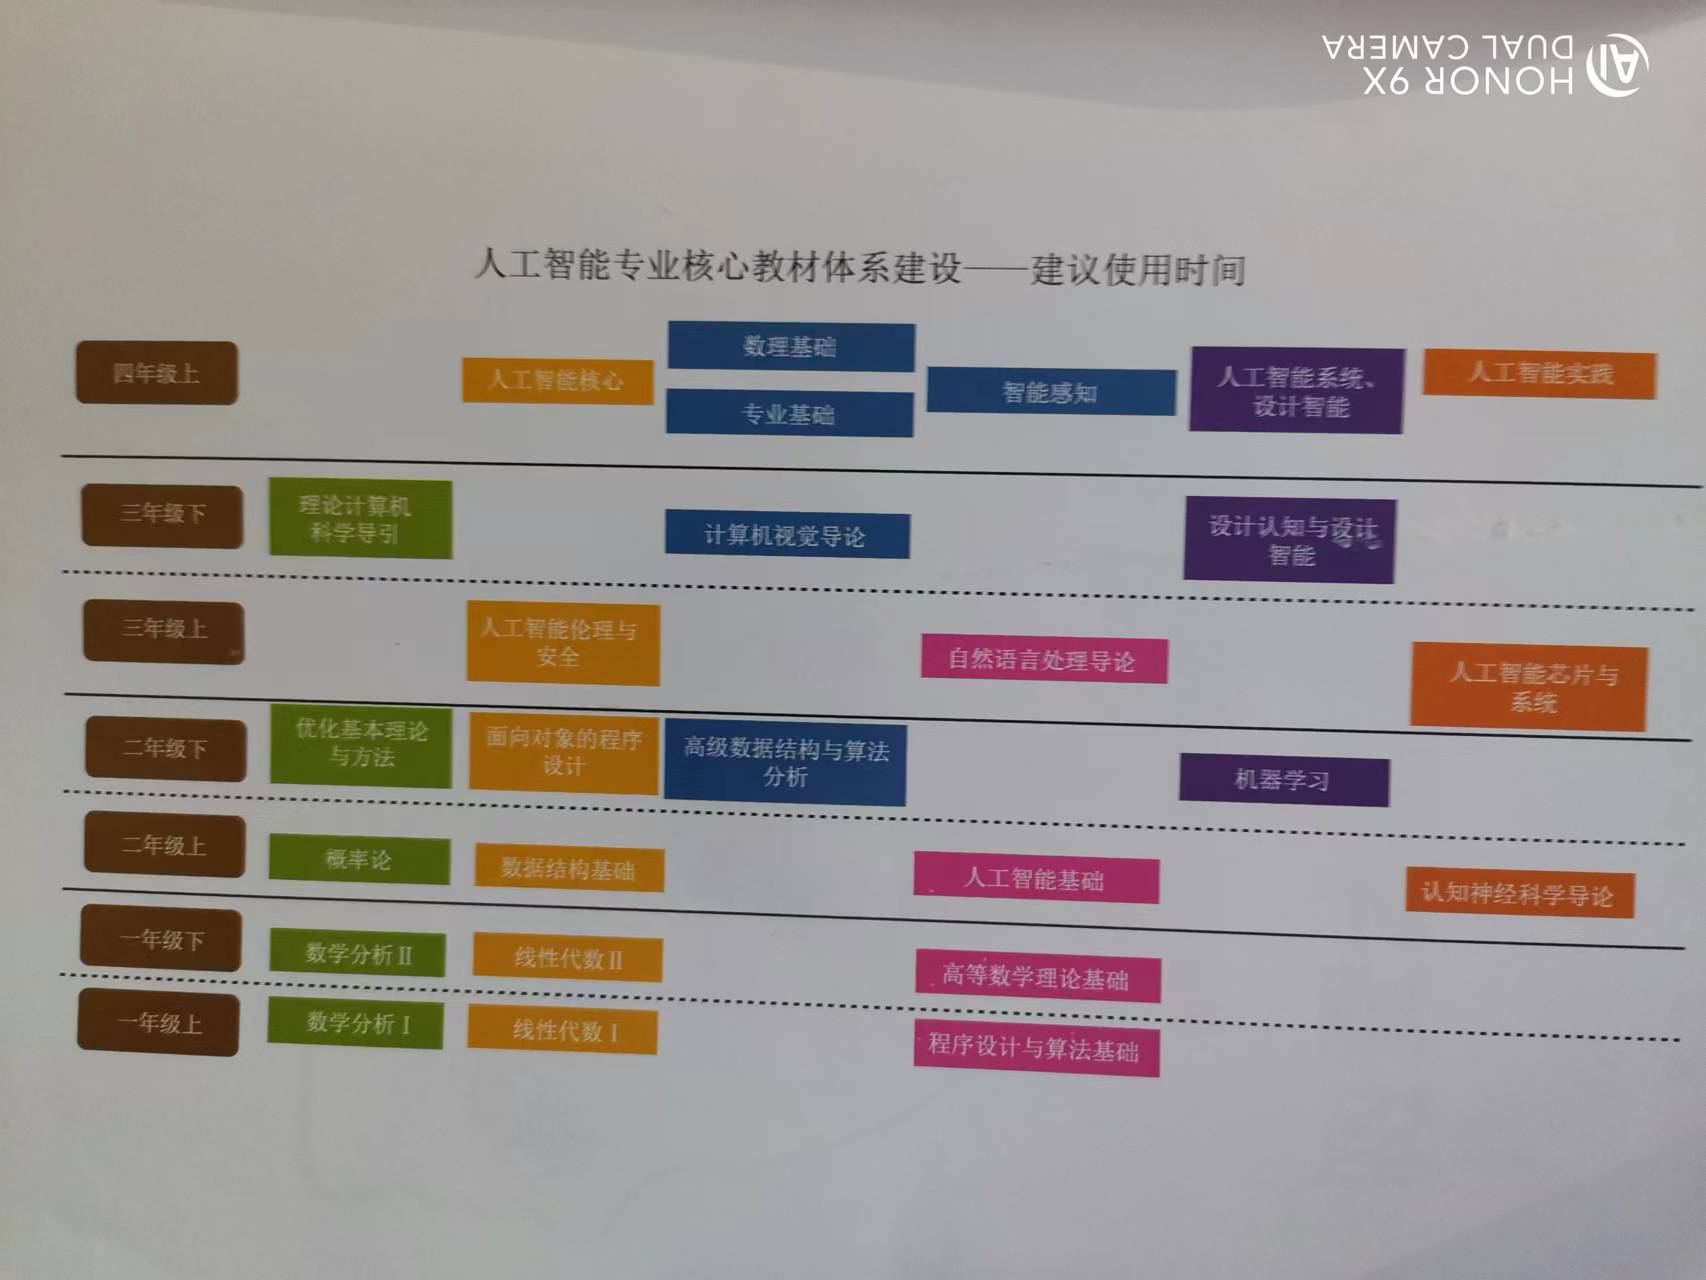 HONOR 9X
DUAL CAMERA
AI
人工智能专业核心教材体系建设——建议使用时间
四年级上
人工智能核心
数理基础
专业基础
智能感知
人工智能系统、
设计智能
人工智能实践
三年级下
理论计算机
科学导引
计算机视觉导论
设计认知与设计
智能
三年级上
人工智能伦理与
安全
自然语言处理导论
人工智能芯片与
系统
二年级下
优化基本理论
与方法
面向对象的程序
设计
高级数据结构与算法
分析
机器学习
二年级上
概率论
数据结构基础
人工智能基础
认知神经科学导论
一年级下
数学分析Ⅱ
线性代数Ⅱ
高等数学理论基础
一年级上
数学分析Ⅰ
线性代数Ⅰ
程序设计与算法基础